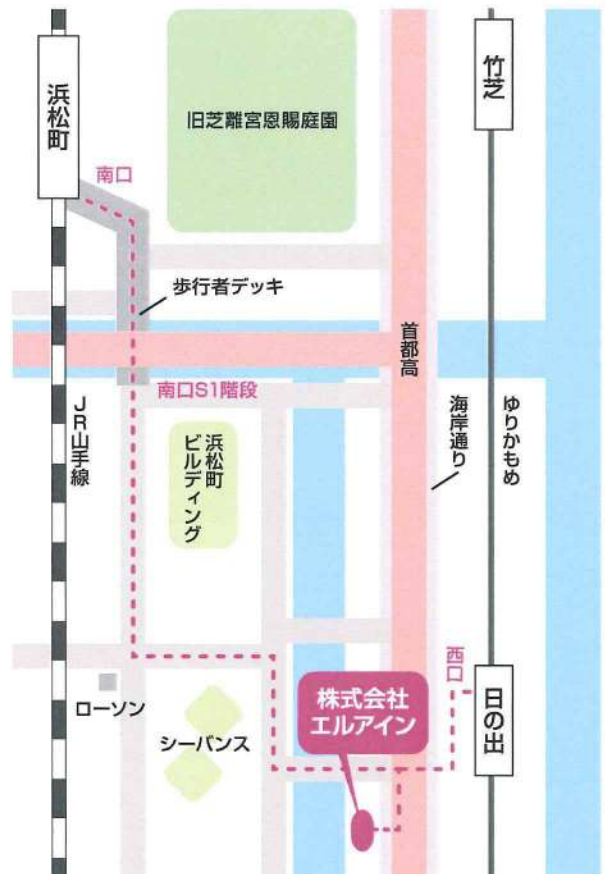 浜松町
竹芝
旧芝離宮恩賜庭園
南口
歩行者デッキ
首都高
南口S1階段
JR山手線
浜松町
ビルディング
海岸通り
ゆりかもめ
西口
ローソン
シーバンス
株式会社
エルアイン
日の出